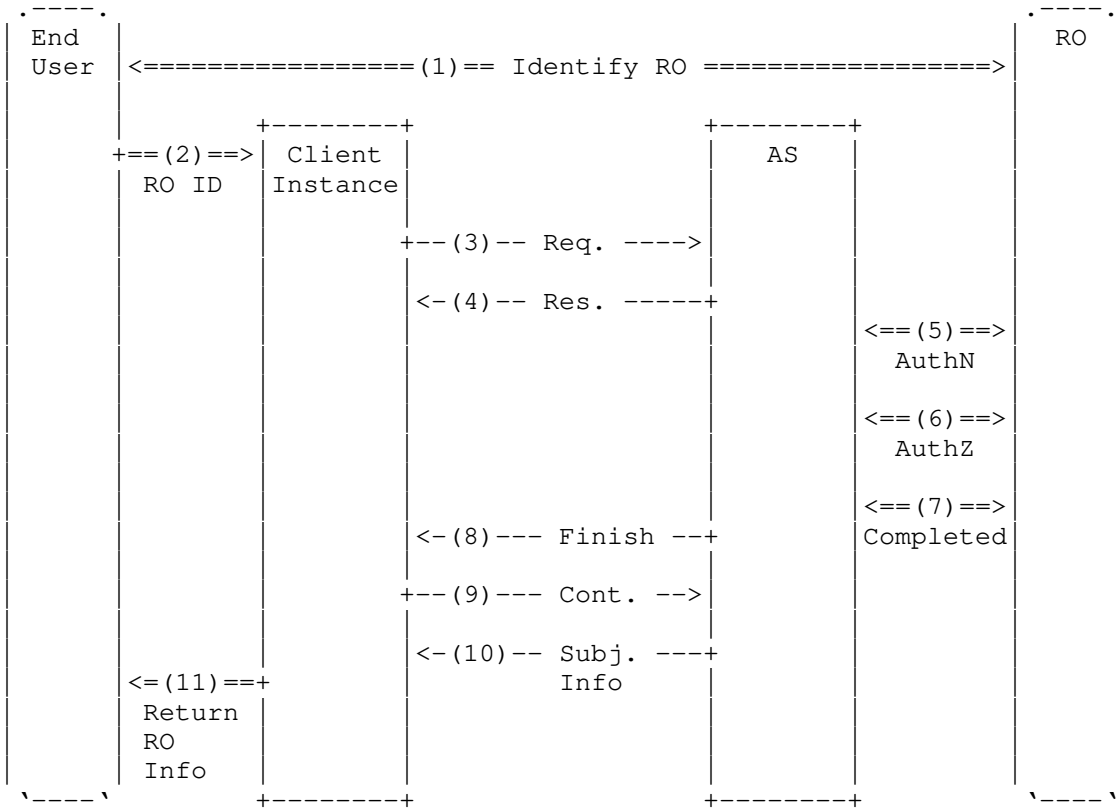 End RO
User <=================(1)== Identify RO ==================>
+==(2)==> Client AS
RO ID Instance
+--(3)-- Req. ---->
<-(4)-- Res. -----+
<==(5)==>
AuthN
<==(6)==>
AuthZ
<==(7)==>
<-(8)--- Finish --+ Completed
+--(9)--- Cont. -->
<-(10)-- Subj. ---+
<=(11)==+ Info
Return
RO
Info